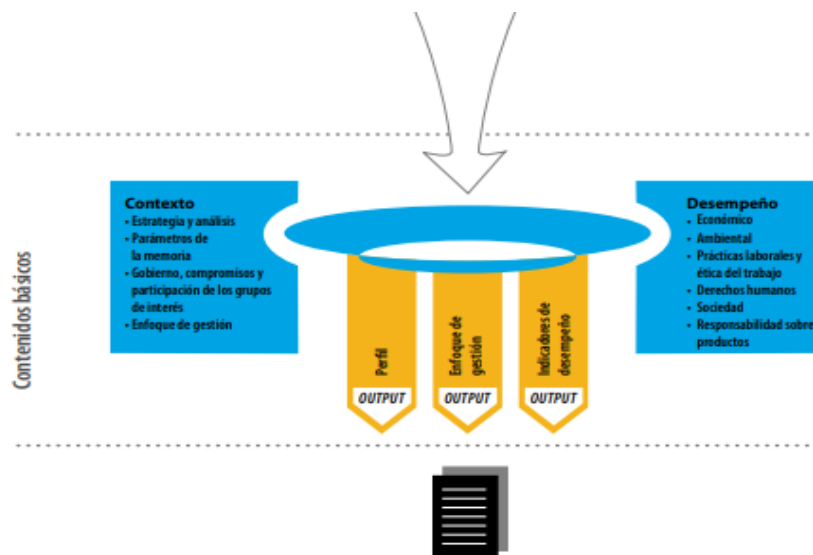 Contenidos básicos
Contexto
• Estrategia y análisis
• Parámetros de
la memoria
• Gobierno, compromisos y
participación de los grupos
de interés
• Enfoque de gestión
Perfil
OUTPUT
Enfoque de
gestión
OUTPUT
Indicadores de
desempeño
OUTPUT
Desempeño
• Económico
• Ambiental
• Prácticas laborales y
ética del trabajo
• Derechos humanos
• Sociedad
• Responsabilidad sobre
productos